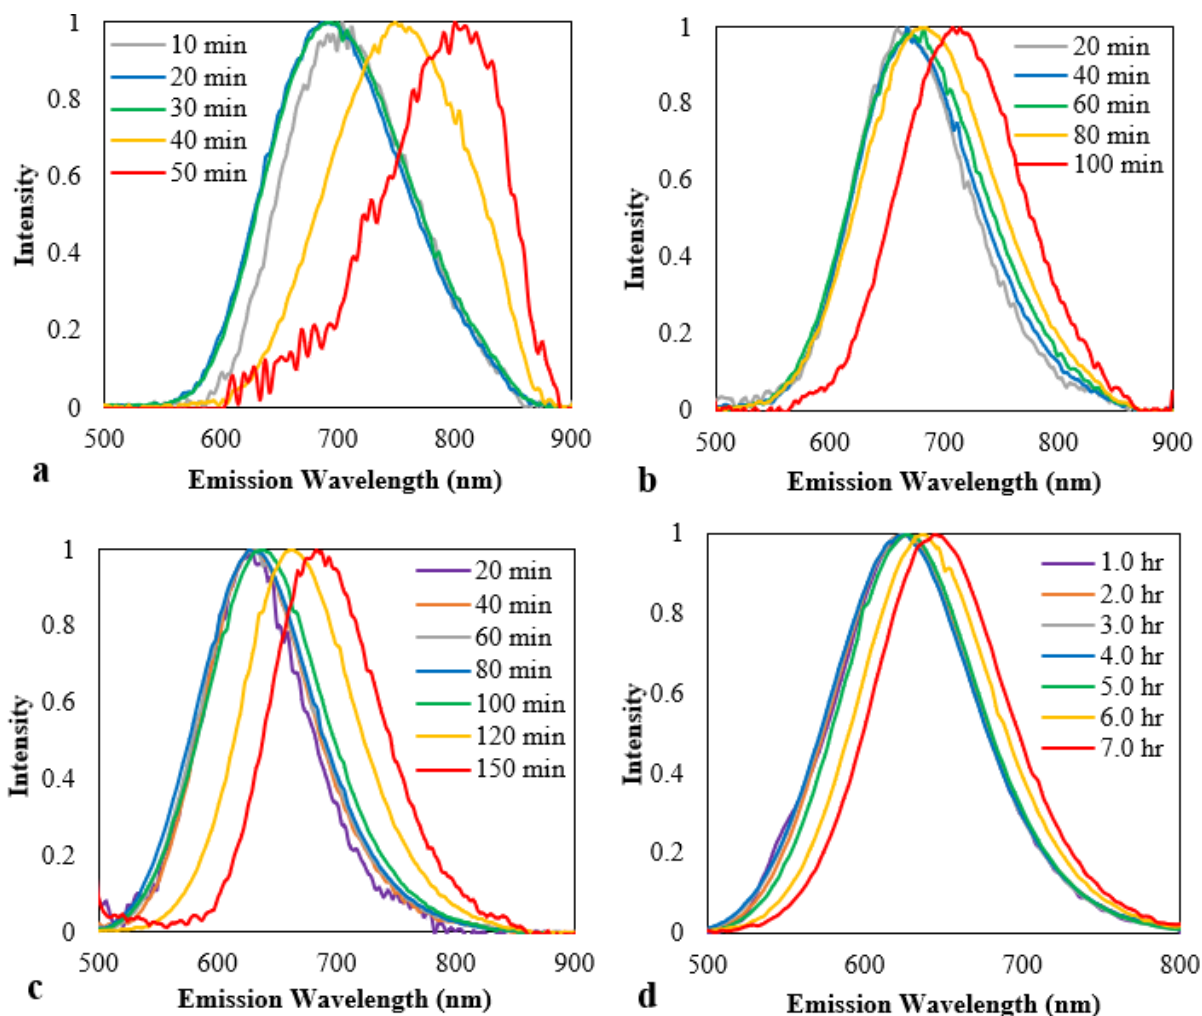 1
0.8
0.6
0.4
0.2
0
Intensity
10 min
20 min
30 min
40 min
50 min
500
600
700
800
900
Emission Wavelength (nm)
a
1
0.8
0.6
0.4
0.2
0
Intensity
20 min
40 min
60 min
80 min
100 min
500
600
700
800
900
Emission Wavelength (nm)
b
1
0.8
0.6
0.4
0.2
0
Intensity
20 min
40 min
60 min
80 min
100 min
120 min
150 min
500
600
700
800
900
Emission Wavelength (nm)
c
1
0.8
0.6
0.4
0.2
0
Intensity
1.0 hr
2.0 hr
3.0 hr
4.0 hr
5.0 hr
6.0 hr
7.0 hr
500
600
700
800
Emission Wavelength (nm)
d